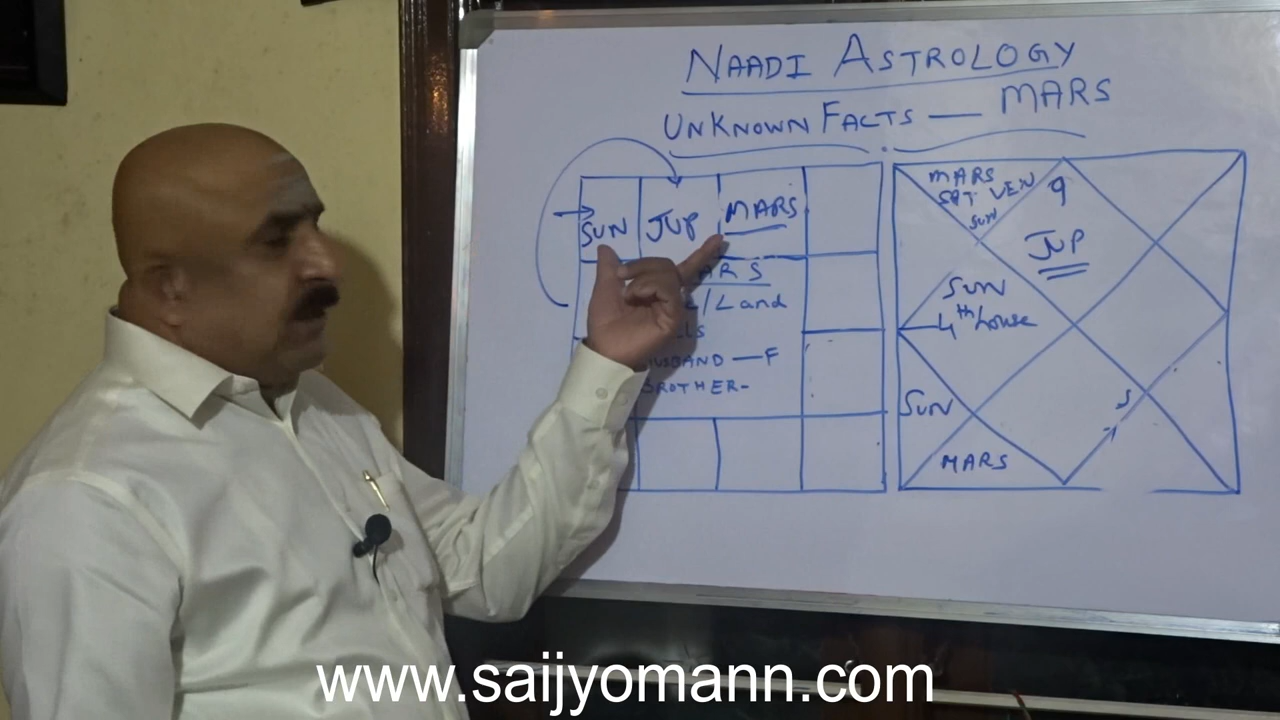 NAADI ASTROLOGY
UNKNOWN FACTS — MARS
SUN JUP MARS
/Land
HUSBAND — F
BROTHER-
MARS
SAT VEN
SUN
9
JUP
SUN
4th house
SUN
MARS
www.saijyomann.com